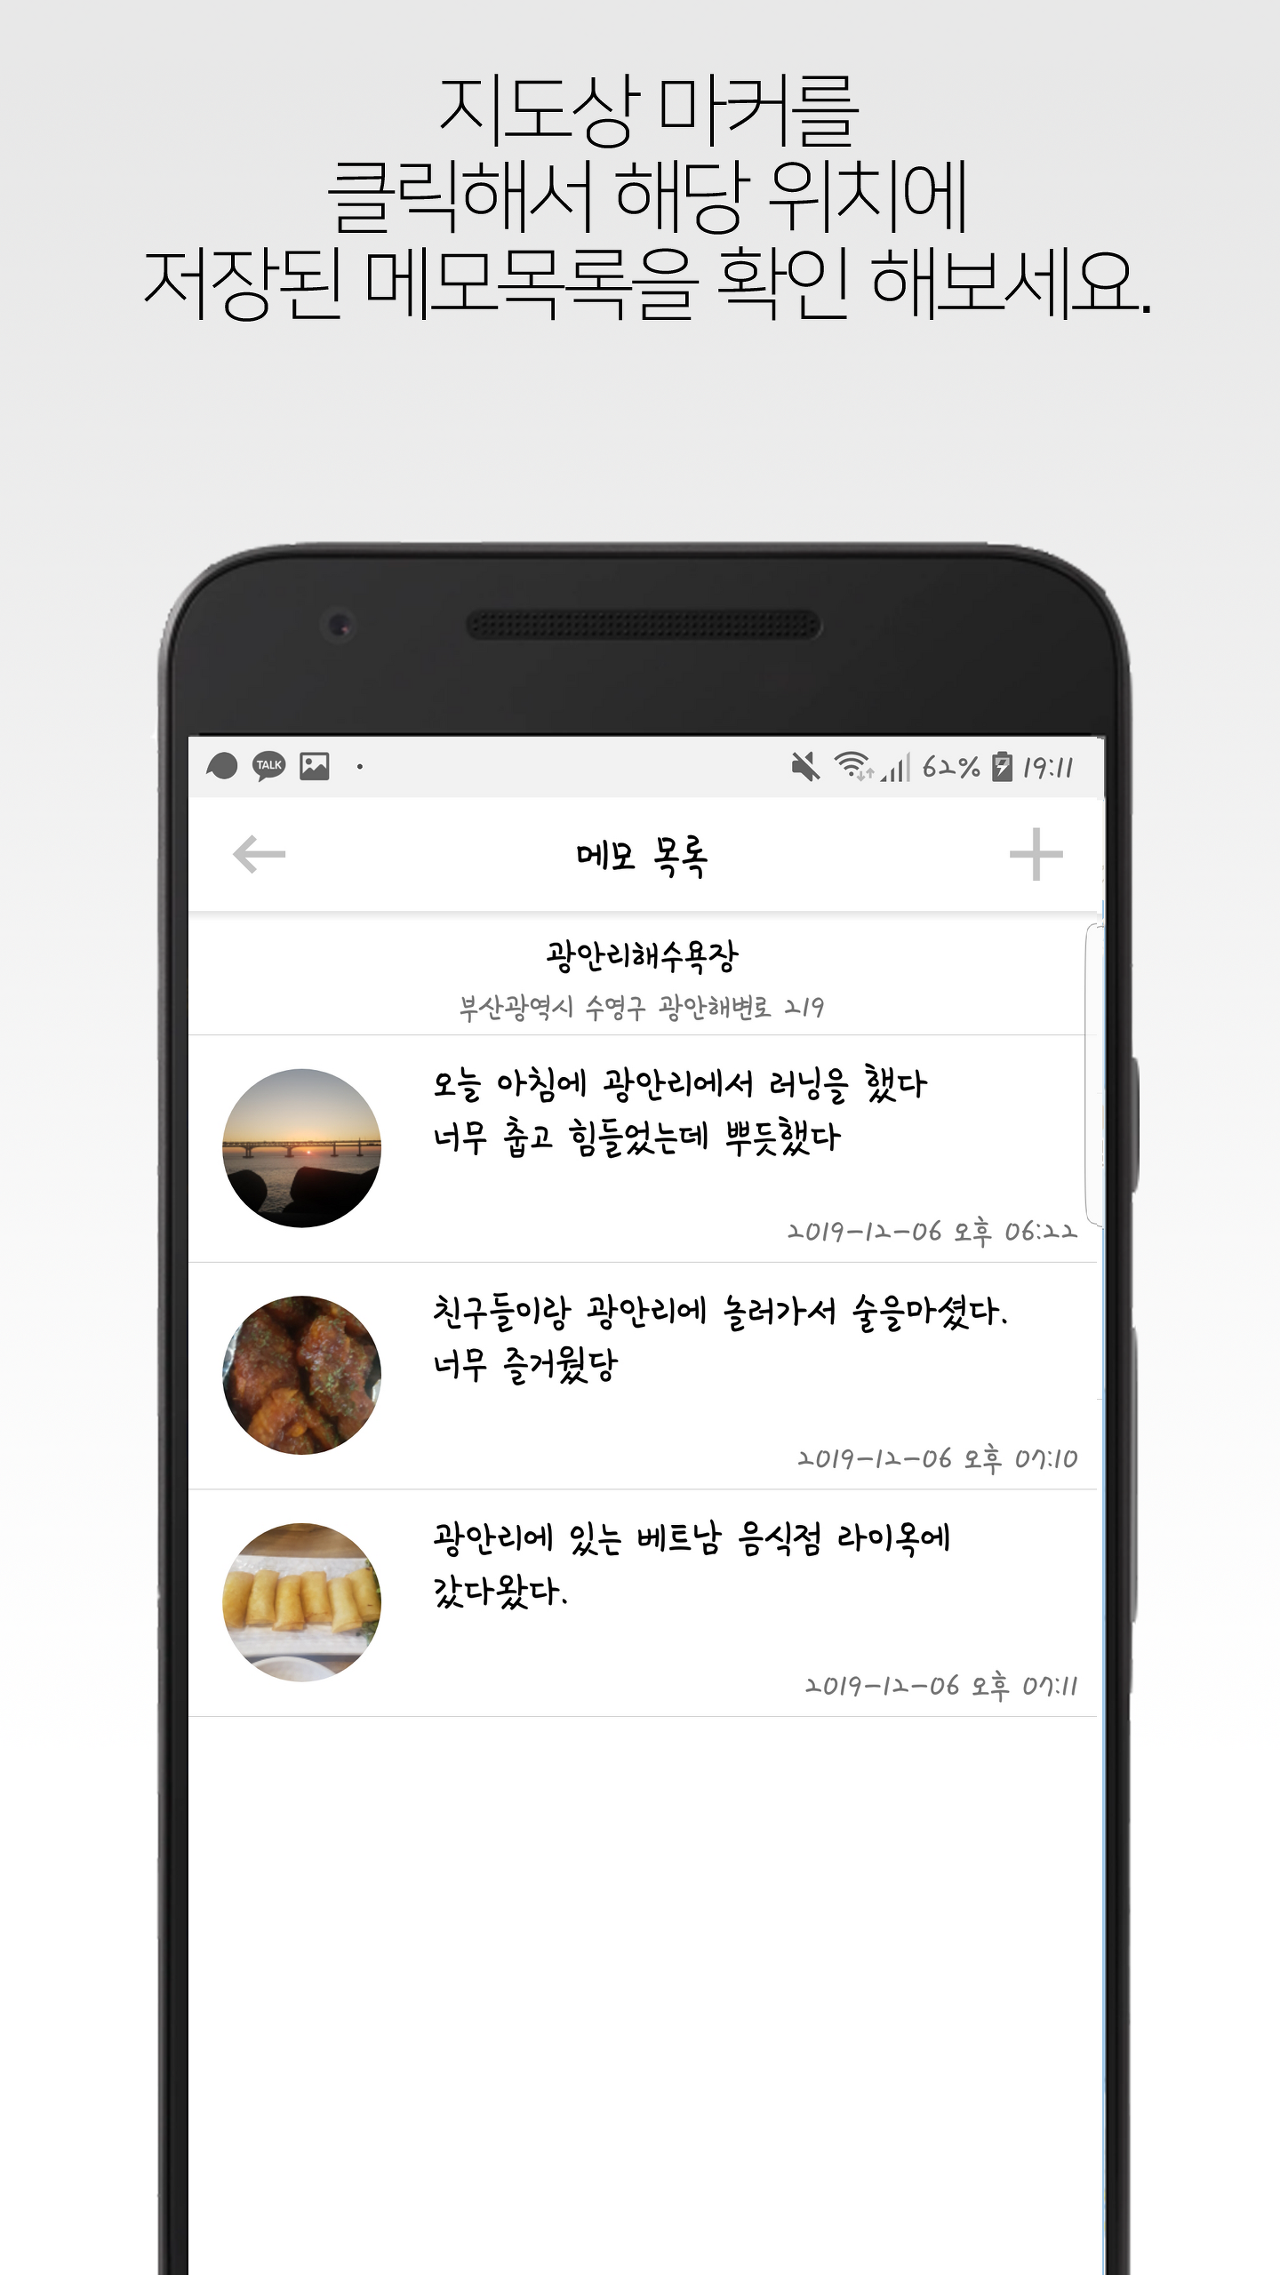 지도상 마커를
클릭해서 해당 위치에
저장된 메모목록을 확인 해보세요.
TALK
62% 19:11
메모 목록
광안리해수욕장
부산광역시 수영구 광안해변로 219
오늘 아침에 광안리에서 러닝을 했다
너무 춥고 힘들었는데 뿌듯했다
2019-12-06 오후 06:22
친구들이랑 광안리에 놀러가서 술을마셨다.
너무 즐거웠당
2019-12-06 오후 07:10
광안리에 있는 베트남 음식점 라이옥에
갔다왔다.
2019-12-06 오후 07:11